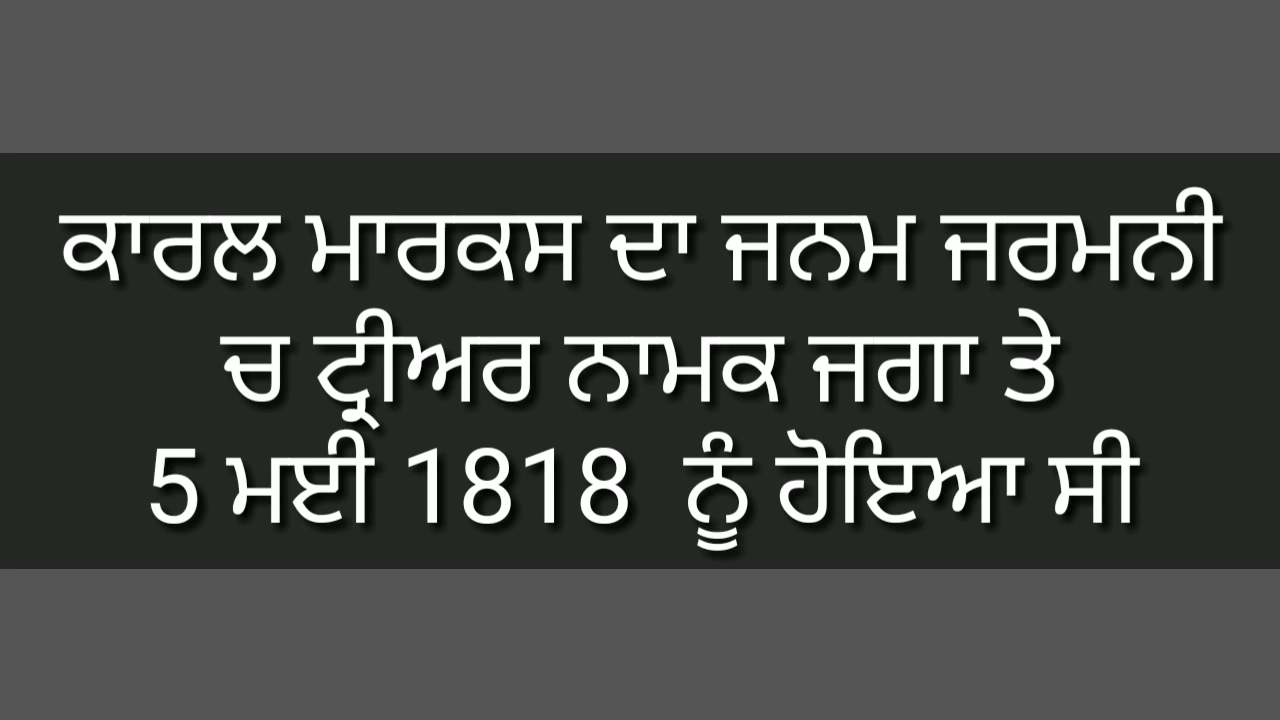 ਕਾਰਲ ਮਾਰਕਸ ਦਾ ਜਨਮ ਜਰਮਨੀ
ਚ ਟ੍ਰੀਅਰ ਨਾਮਕ ਜਗਾ ਤੇ
5 ਮਈ 1818 ਨੂੰ ਹੋਇਆ ਸੀ